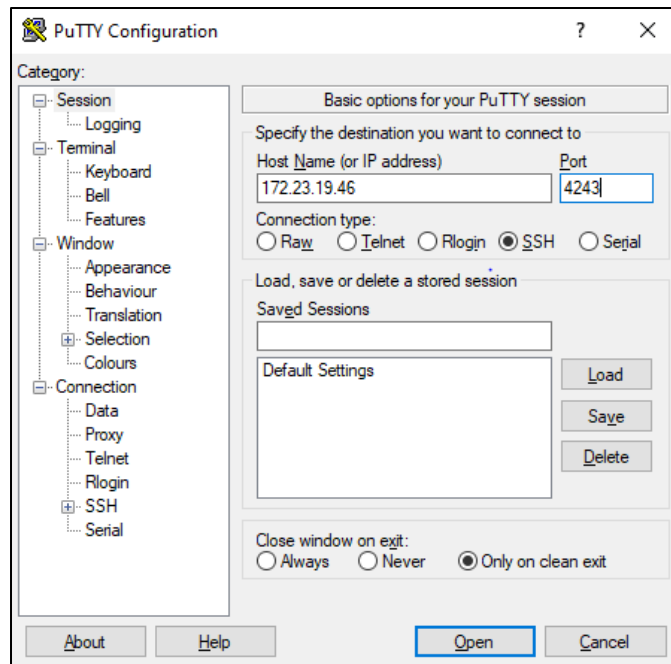 PuTTY Configuration ?
Category:
Session
Logging
Terminal
Keyboard
Bell
Features
Window
Appearance
Behaviour
Translation
Selection
Colours
Connection
Data
Proxy
Telnet
Rlogin
SSH
Serial
Basic options for your PuTTY session
Specify the destination you want to connect to
Host Name (or IP address) Port
172.23.19.46 4243
Connection type:
Raw Telnet Rlogin SSH Serial
Load, save or delete a stored session
Saved Sessions
Default Settings
Load
Save
Delete
Close window on exit:
Always Never Only on clean exit
About Help Open Cancel